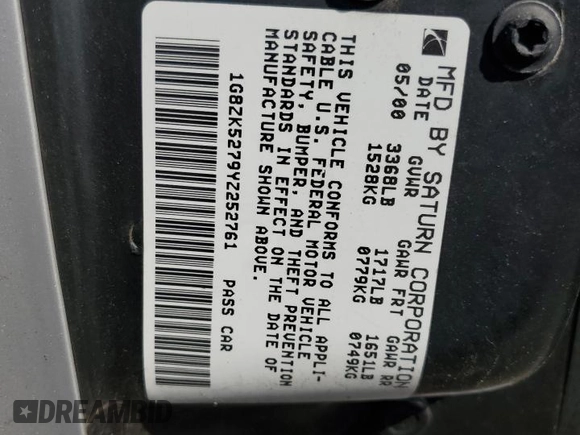 MFD BY SATURN CORPORATION
DATE GVWR GAWR FRT GAWR RR
05/00 3368LB 1717LB 1651LB
1528KG 0779KG 0749KG
THIS VEHICLE CONFORMS TO ALL APPLI-
CABLE U.S. FEDERAL MOTOR VEHICLE
SAFETY, BUMPER, AND THEFT PREVENTION
STANDARDS IN EFFECT ON THE DATE OF
MANUFACTURE SHOWN ABOVE.
1G8ZK5279YZ252761 PASS CAR
DREAMBID